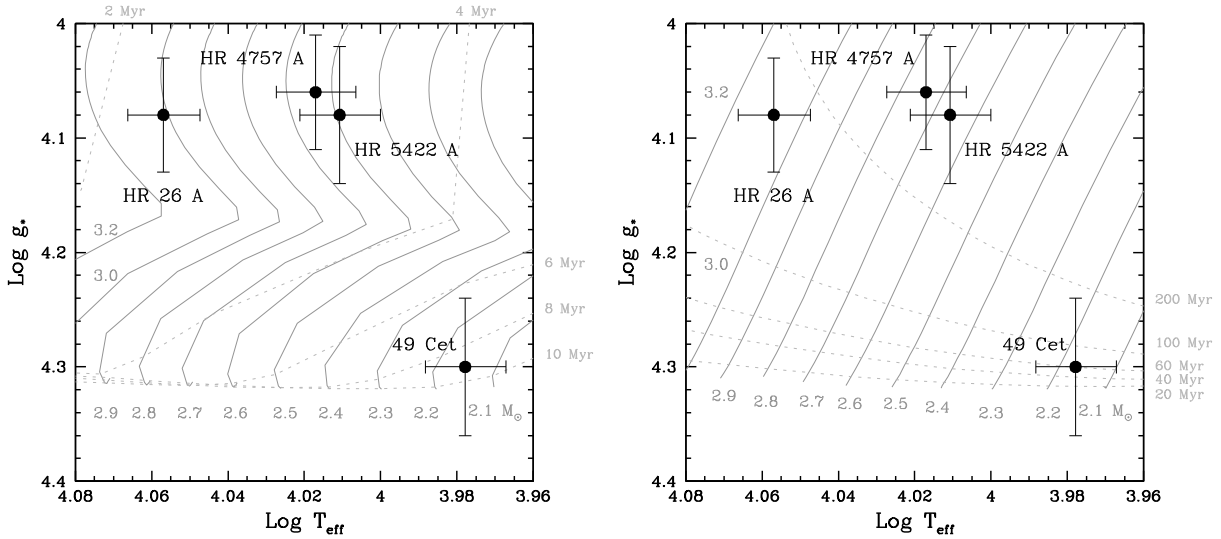 2 Myr 4 Myr
4
HR 4757 A
4.1
HR 5422 A
HR 26 A
3.2
4.2
3.0
6 Myr
8 Myr
49 Cet
10 Myr
4.3
2.9 2.8 2.7 2.6 2.5 2.4 2.3 2.2 2.1 M⊙
4.4
4.08 4.06 4.04 4.02 4 3.98 3.96
Log g*
Log Teff
4
HR 4757 A
3.2
4.1
HR 5422 A
HR 26 A
4.2
3.0
200 Myr
49 Cet
100 Myr
4.3
60 Myr
40 Myr
20 Myr
2.9 2.8 2.7 2.6 2.5 2.4 2.3 2.2 2.1 M⊙
4.4
4.08 4.06 4.04 4.02 4 3.98 3.96
Log g*
Log Teff